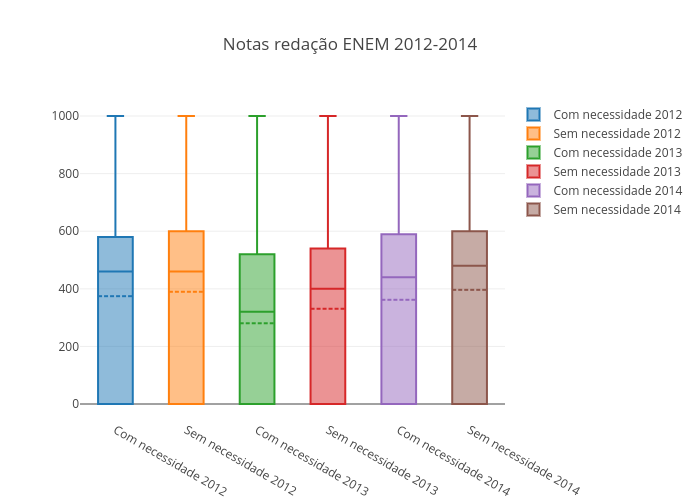 Notas redação ENEM 2012-2014
1000
800
600
400
200
0
Com necessidade 2012
Sem necessidade 2012
Com necessidade 2013
Sem necessidade 2013
Com necessidade 2014
Sem necessidade 2014
Com necessidade 2012
Sem necessidade 2012
Com necessidade 2013
Sem necessidade 2013
Com necessidade 2014
Sem necessidade 2014